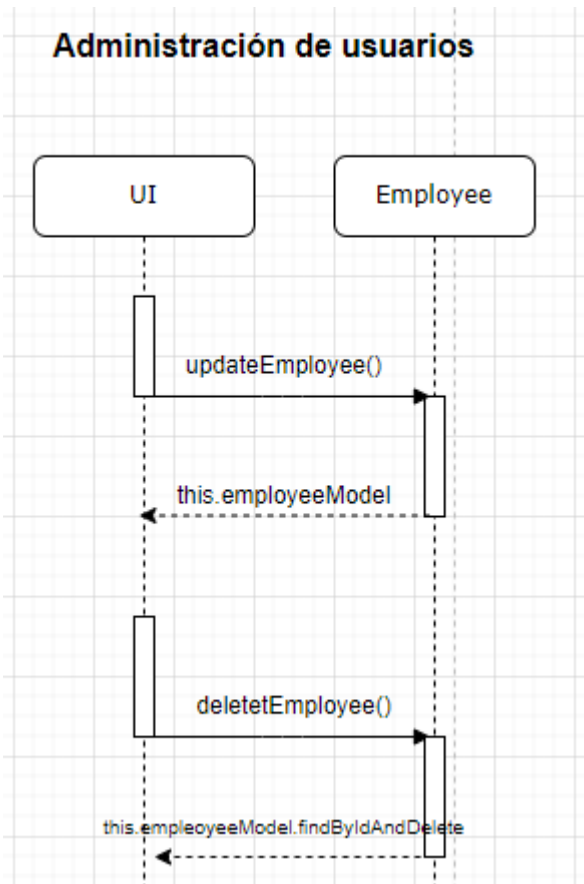 Administración de usuarios
UI
Employee
updateEmployee()
this.employeeModel
deletetEmployee()
this.empleoyeeModel.findByIdAndDelete